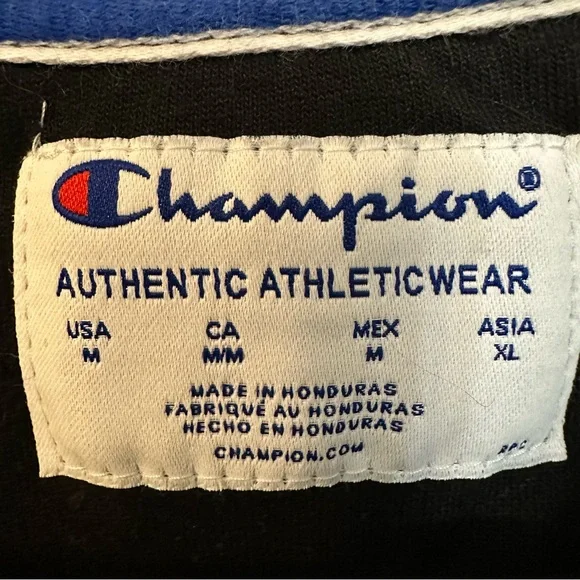 Champion®
AUTHENTIC ATHLETICWEAR
USA CA MEX ASIA
M M/M M XL
MADE IN HONDURAS
FABRIQUÉ AU HONDURAS
HECHO EN HONDURAS
CHAMPION.COM